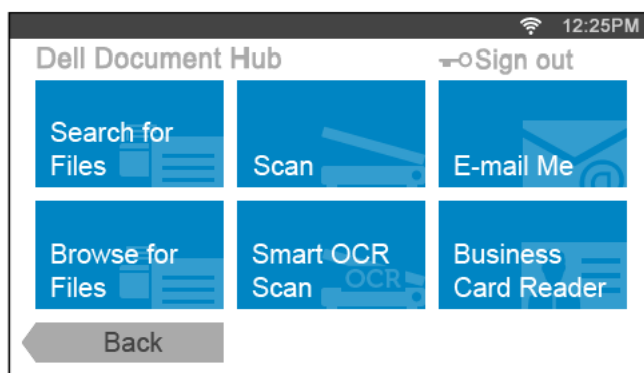 12:25PM
Dell Document Hub
Sign out
Search for
Files
Scan
E-mail Me
Browse for
Files
Smart OCR
Scan
OCR
Business
Card Reader
Back